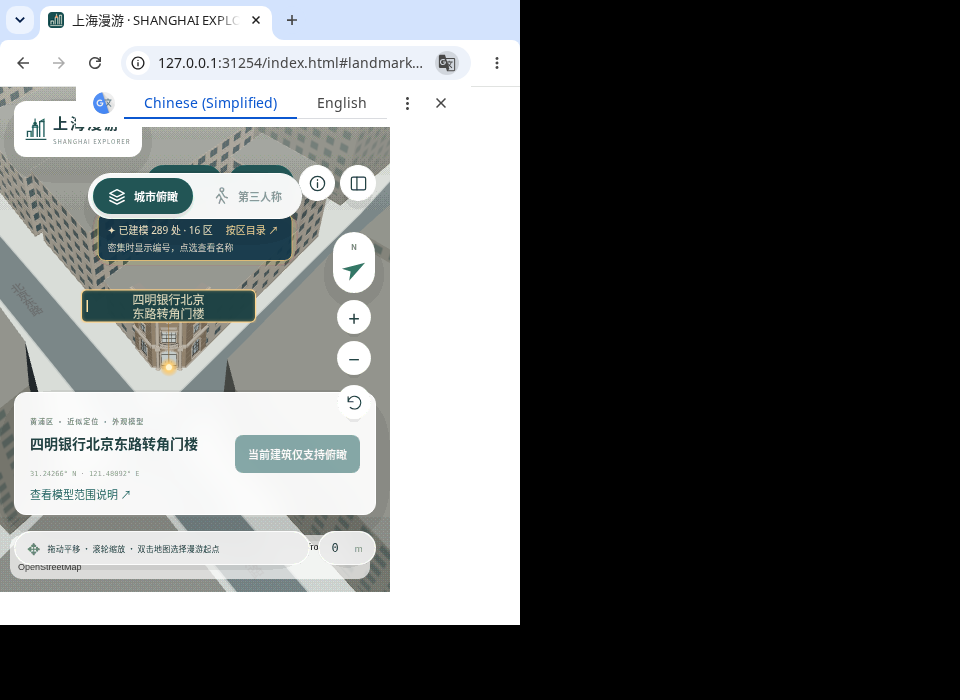 上海漫游 · SHANGHAI EXPLO
127.0.0.1:31254/index.html#landmark...
Chinese (Simplified)
English
上海漫游
SHANGHAI EXPLORER
城市俯瞰
第三人称
✦ 已建模 289 处 · 16 区 按区目录 ↗
密集时显示编号，点选查看名称
N
四明银行北京
东路转角门楼
+
−
黄浦区 · 近似定位 · 外观模型
四明银行北京东路转角门楼
当前建筑仅支持俯瞰
31.24266° N · 121.48092° E
查看模型范围说明 ↗
拖动平移 · 滚轮缩放 · 双击地图选择漫游起点
0 m
OpenStreetMap